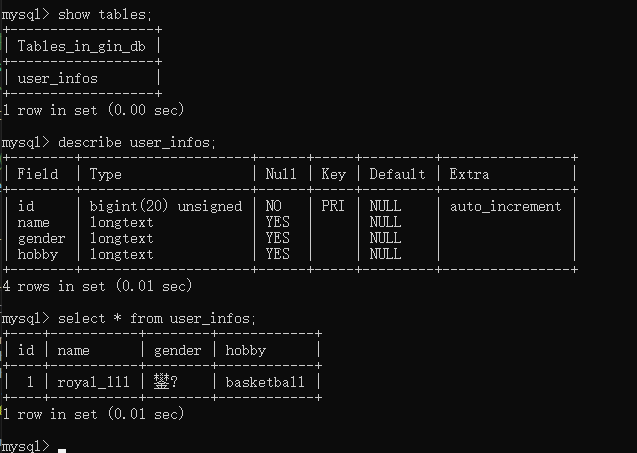 mysql> show tables;
+------------------+
| Tables_in_gin_db |
+------------------+
| user_infos       |
+------------------+
1 row in set (0.00 sec)
mysql> describe user_infos;
+--------+---------------------+------+-----+---------+----------------+
| Field  | Type                | Null | Key | Default | Extra          |
+--------+---------------------+------+-----+---------+----------------+
| id     | bigint(20) unsigned | NO   | PRI | NULL    | auto_increment |
| name   | longtext            | YES  |     | NULL    |                |
| gender | longtext            | YES  |     | NULL    |                |
| hobby  | longtext            | YES  |     | NULL    |                |
+--------+---------------------+------+-----+---------+----------------+
4 rows in set (0.01 sec)
mysql> select * from user_infos;
+----+-----------+--------+------------+
| id | name      | gender | hobby      |
+----+-----------+--------+------------+
|  1 | royal_111 | 鐢?    | basketball |
+----+-----------+--------+------------+
1 row in set (0.01 sec)
mysql>